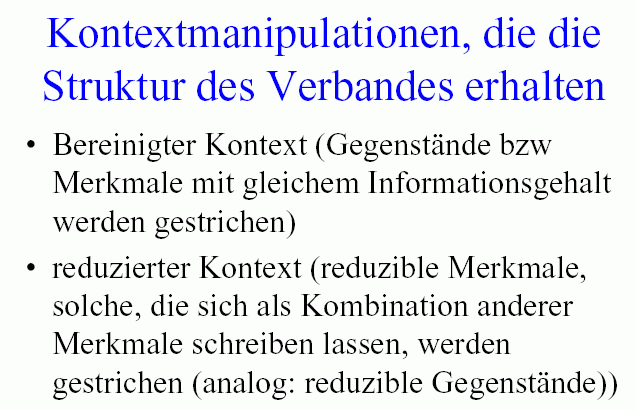 Kontextmanipulationen, die die
Struktur des Verbandes erhalten
• Bereinigter Kontext (Gegenstände bzw
Merkmale mit gleichem Informationsgehalt
werden gestrichen)
• reduzierter Kontext (reduzible Merkmale,
solche, die sich als Kombination anderer
Merkmale schreiben lassen, werden
gestrichen (analog: reduzible Gegenstände))